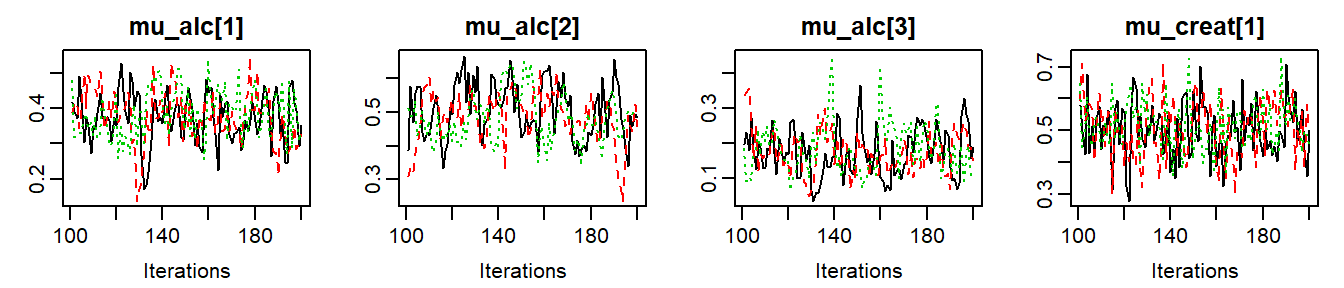 mu_alc[1] mu_alc[2] mu_alc[3] mu_creat[1]
0.2 0.4
0.3 0.5
0.1 0.3
0.3 0.5 0.7
100 140 180 100 140 180 100 140 180 100 140 180
Iterations Iterations Iterations Iterations